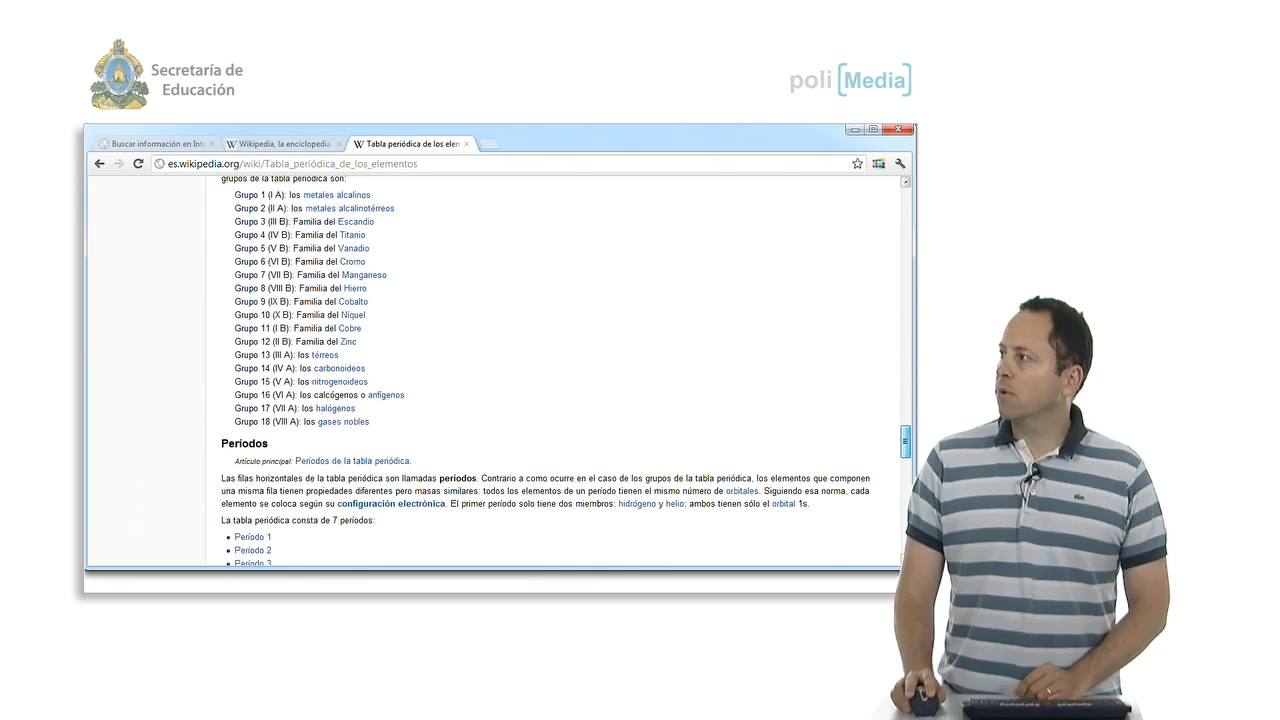 Secretaría de
Educación
poli [Media]
Buscar información en Inte
Wikipedia, la enciclopedia
Tabla periódica de los elem
es.wikipedia.org/wiki/Tabla_periódica_de_los_elementos
grupos de la tabla periódica son:
Grupo 1 (I A): los metales alcalinos
Grupo 2 (II A): los metales alcalinotérreos
Grupo 3 (III B): Familia del Escandio
Grupo 4 (IV B): Familia del Titanio
Grupo 5 (V B): Familia del Vanadio
Grupo 6 (VI B): Familia del Cromo
Grupo 7 (VII B): Familia del Manganeso
Grupo 8 (VIII B): Familia del Hierro
Grupo 9 (IX B): Familia del Cobalto
Grupo 10 (X B): Familia del Níquel
Grupo 11 (I B): Familia del Cobre
Grupo 12 (II B): Familia del Zinc
Grupo 13 (III A): los térreos
Grupo 14 (IV A): los carbonoideos
Grupo 15 (V A): los nitrogenoideos
Grupo 16 (VI A): los calcógenos o anfígenos
Grupo 17 (VII A): los halógenos
Grupo 18 (VIII A): los gases nobles
Períodos
Artículo principal: Períodos de la tabla periódica.
Las filas horizontales de la tabla periódica son llamadas períodos. Contrario a como ocurre en el caso de los grupos de la tabla periódica, los elementos que componen
una misma fila tienen propiedades diferentes pero masas similares: todos los elementos de un período tienen el mismo número de orbitales. Siguiendo esa norma, cada
elemento se coloca según su configuración electrónica. El primer período solo tiene dos miembros: hidrógeno y helio; ambos tienen sólo el orbital 1s.
La tabla periódica consta de 7 períodos:
Período 1
Período 2
Período 3